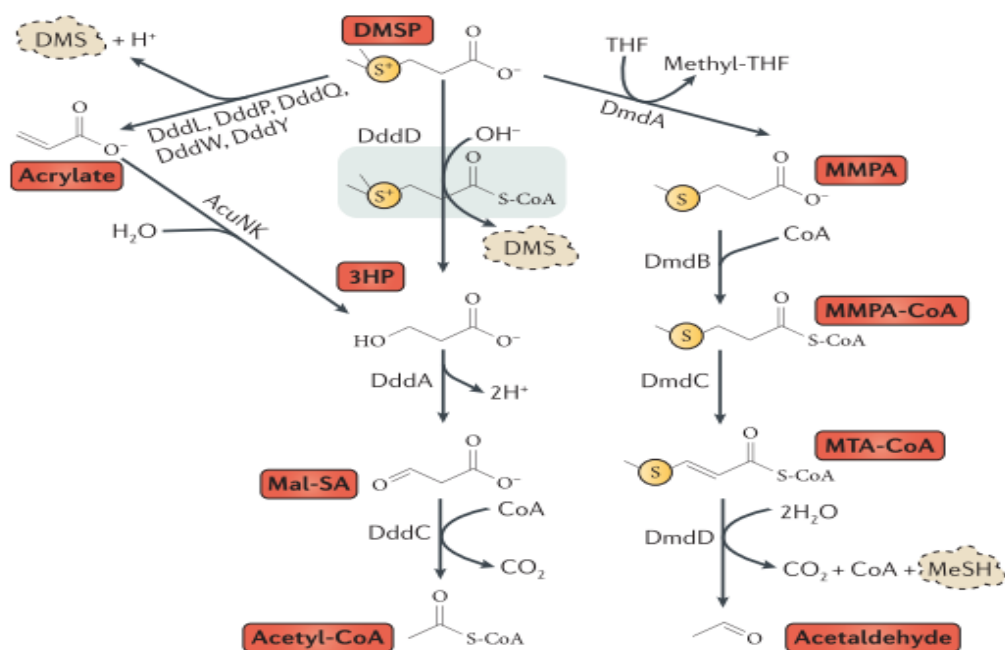 DMS + H⁺
DMSP
S⁺
O
O⁻
THF
Methyl-THF
DmdA
DddL, DddP, DddQ,
DddW, DddY
O
O⁻
Acrylate
DddD
OH⁻
S⁺
O
S-CoA
DMS
AcuNK
H₂O
3HP
HO
O
O⁻
DddA
2H⁺
Mal-SA
O
O
O⁻
DddC
CoA
CO₂
Acetyl-CoA
O
S-CoA
MMPA
S
O
O⁻
DmdB
CoA
MMPA-CoA
S
O
S-CoA
DmdC
MTA-CoA
S
O
S-CoA
DmdD
2H₂O
CO₂ + CoA + MeSH
O
Acetaldehyde